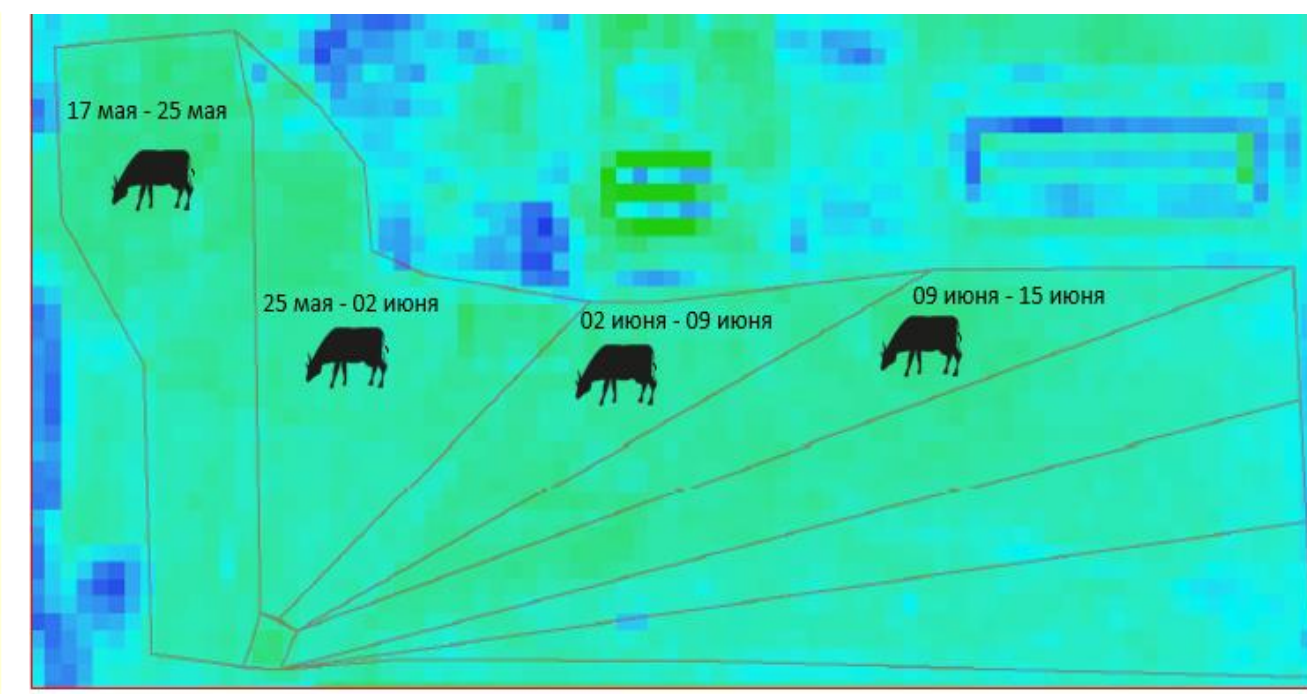 17 мая - 25 мая
25 мая - 02 июня
02 июня - 09 июня
09 июня - 15 июня